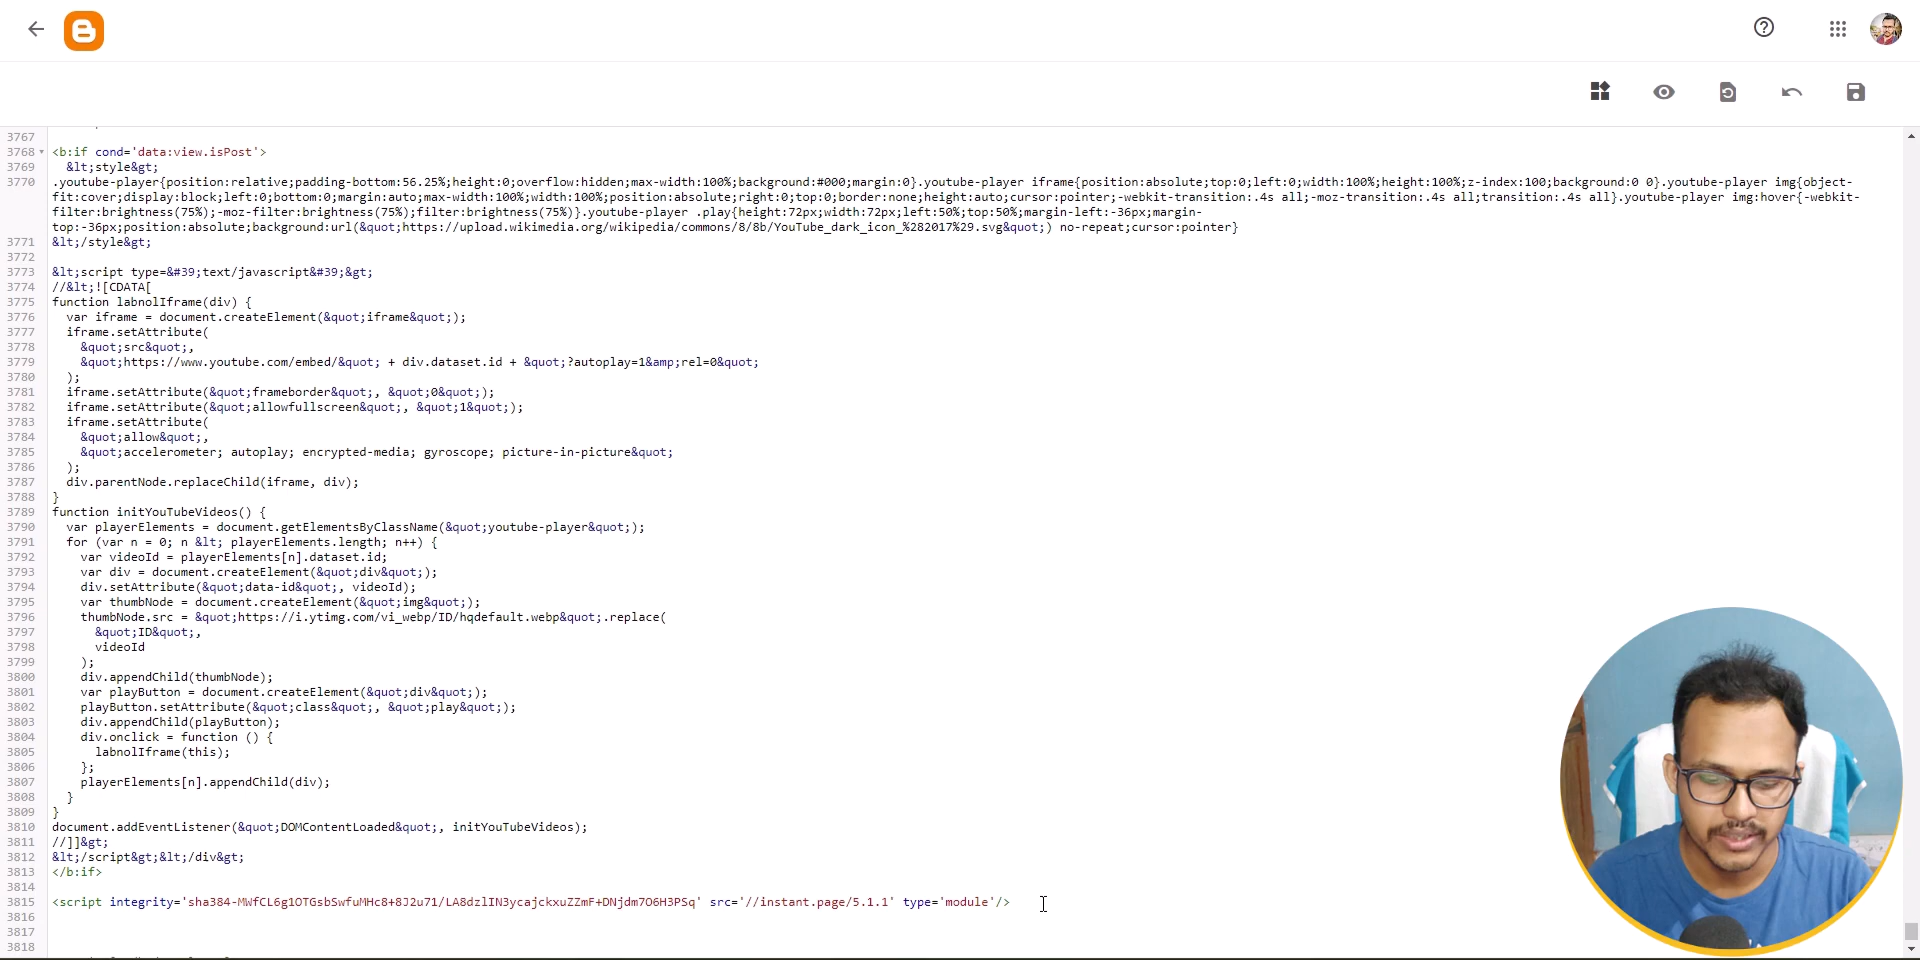 3767
3768 <b:if cond='data:view.isPost'>
3769 &lt;style&gt;
3770 .youtube-player{position:relative;padding-bottom:56.25%;height:0;overflow:hidden;max-width:100%;background:#000;margin:0}.youtube-player iframe{position:absolute;top:0;left:0;width:100%;height:100%;z-index:100;background:0 0}.youtube-player img{object-
fit:cover;display:block;left:0;bottom:0;margin:auto;max-width:100%;width:100%;position:absolute;right:0;top:0;border:none;height:auto;cursor:pointer;-webkit-transition:.4s all;-moz-transition:.4s all;transition:.4s all}.youtube-player img:hover{-webkit-
filter:brightness(75%);-moz-filter:brightness(75%);filter:brightness(75%)}.youtube-player .play{height:72px;width:72px;left:50%;top:50%;margin-left:-36px;margin-
top:-36px;position:absolute;background:url(&quot;https://upload.wikimedia.org/wikipedia/commons/8/8b/YouTube_dark_icon_%282017%29.svg&quot;) no-repeat;cursor:pointer}
3771 &lt;/style&gt;
3772
3773 &lt;script type=&#39;text/javascript&#39;&gt;
3774 //&lt;![CDATA[
3775 function labnolIframe(div) {
3776 var iframe = document.createElement(&quot;iframe&quot;);
3777 iframe.setAttribute(
3778 &quot;src&quot;,
3779 &quot;https://www.youtube.com/embed/&quot; + div.dataset.id + &quot;?autoplay=1&amp;rel=0&quot;
3780 );
3781 iframe.setAttribute(&quot;frameborder&quot;, &quot;0&quot;);
3782 iframe.setAttribute(&quot;allowfullscreen&quot;, &quot;1&quot;);
3783 iframe.setAttribute(
3784 &quot;allow&quot;,
3785 &quot;accelerometer; autoplay; encrypted-media; gyroscope; picture-in-picture&quot;
3786 );
3787 div.parentNode.replaceChild(iframe, div);
3788 }
3789 function initYouTubeVideos() {
3790 var playerElements = document.getElementsByClassName(&quot;youtube-player&quot;);
3791 for (var n = 0; n &lt; playerElements.length; n++) {
3792 var videoId = playerElements[n].dataset.id;
3793 var div = document.createElement(&quot;div&quot;);
3794 div.setAttribute(&quot;data-id&quot;, videoId);
3795 var thumbNode = document.createElement(&quot;img&quot;);
3796 thumbNode.src = &quot;https://i.ytimg.com/vi_webp/ID/hqdefault.webp&quot;.replace(
3797 &quot;ID&quot;,
3798 videoId
3799 );
3800 div.appendChild(thumbNode);
3801 var playButton = document.createElement(&quot;div&quot;);
3802 playButton.setAttribute(&quot;class&quot;, &quot;play&quot;);
3803 div.appendChild(playButton);
3804 div.onclick = function () {
3805 labnolIframe(this);
3806 };
3807 playerElements[n].appendChild(div);
3808 }
3809 }
3810 document.addEventListener(&quot;DOMContentLoaded&quot;, initYouTubeVideos);
3811 //]]&gt;
3812 &lt;/script&gt;&lt;/div&gt;
3813 </b:if>
3814
3815 <script integrity='sha384-MWfCL6g1OTGsbSwfuMHc8+8J2u71/LA8dzlIN3ycajckxuZZmF+DNjdm7O6H3PSq' src='//instant.page/5.1.1' type='module'/>
3816
3817
3818